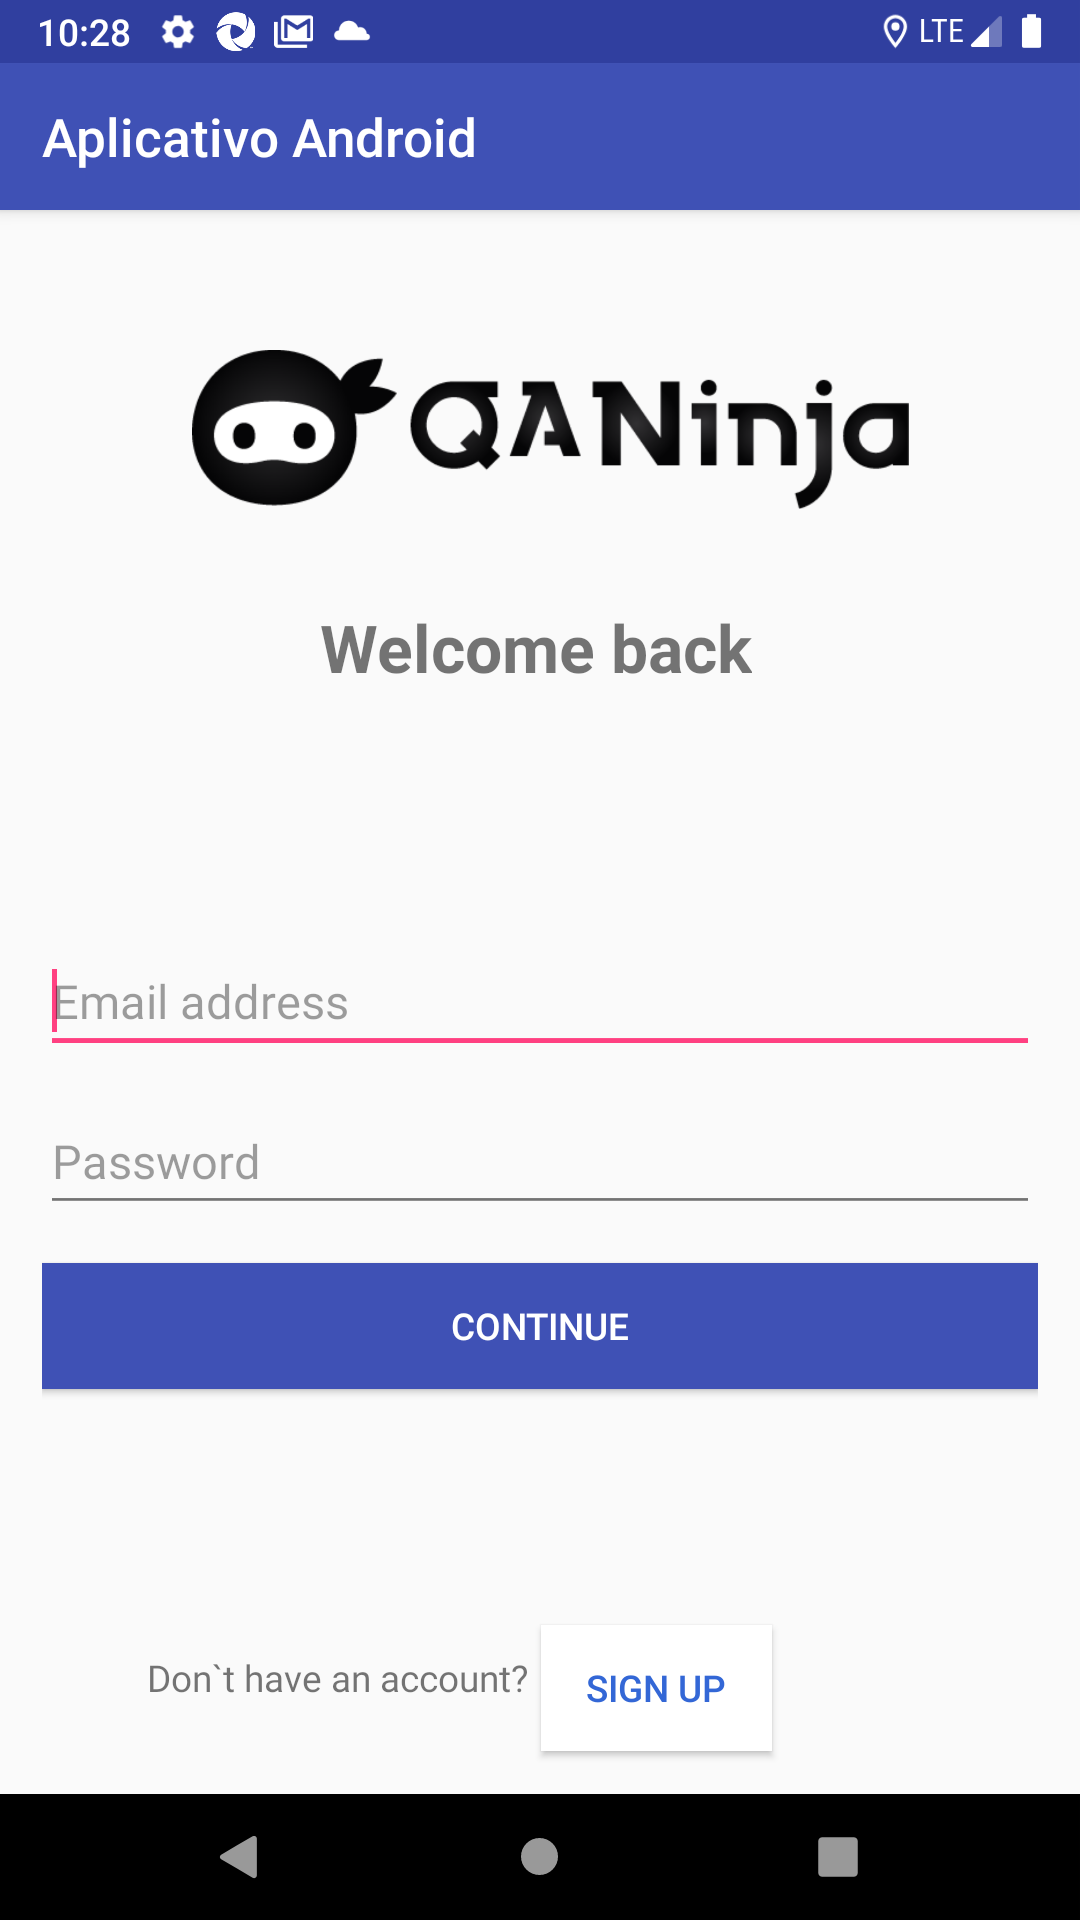 10:28 LTE
Aplicativo Android
QANinja
Welcome back
Email address
Password
CONTINUE
Don`t have an account? SIGN UP